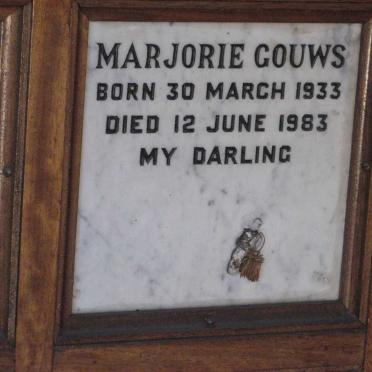 MARJORIE GOUWS
BORN 30 MARCH 1933
DIED 12 JUNE 1983
MY DARLING